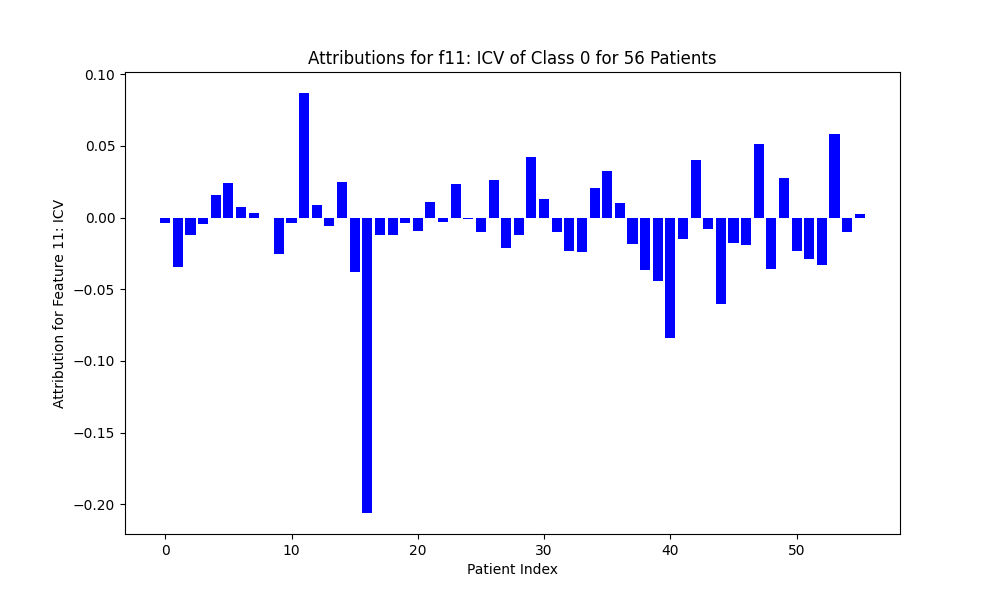 Attributions for f11: ICV of Class 0 for 56 Patients
Attribution for Feature 11: ICV
0.10
0.05
0.00
−0.05
−0.10
−0.15
−0.20
0 10 20 30 40 50
Patient Index